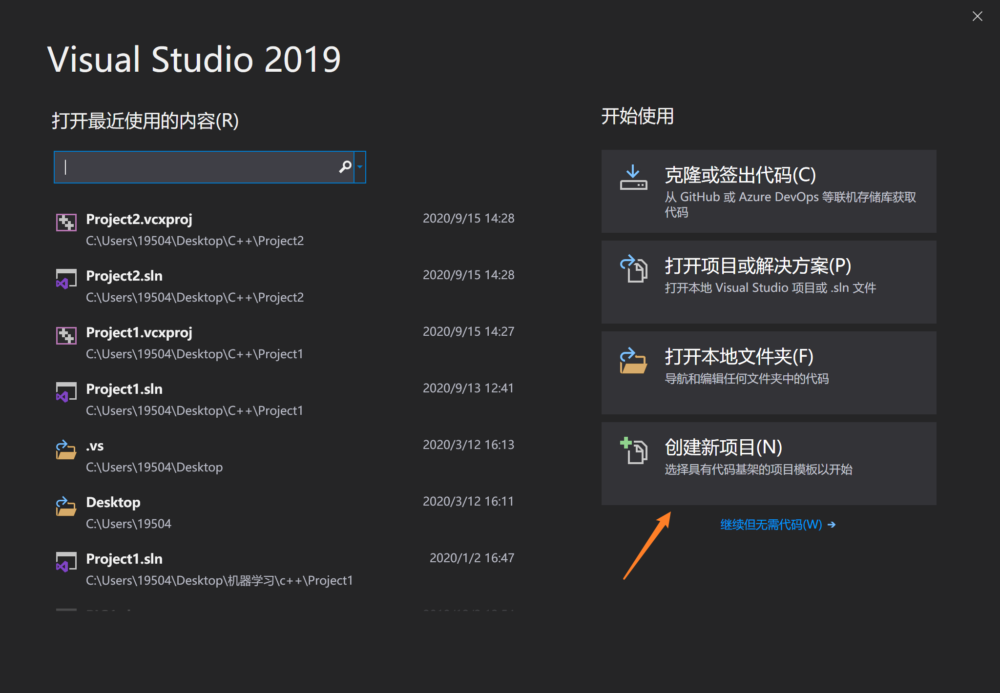 Visual Studio 2019
打开最近使用的内容(R)
Project2.vcxproj
2020/9/15 14:28
C:\Users\19504\Desktop\C++\Project2
Project2.sln
2020/9/15 14:28
C:\Users\19504\Desktop\C++\Project2
Project1.vcxproj
2020/9/15 14:27
C:\Users\19504\Desktop\C++\Project1
Project1.sln
2020/9/13 12:41
C:\Users\19504\Desktop\C++\Project1
.vs
2020/3/12 16:13
C:\Users\19504\Desktop
Desktop
2020/3/12 16:11
C:\Users\19504
Project1.sln
2020/1/2 16:47
C:\Users\19504\Desktop\机器学习\c++\Project1
开始使用
克隆或签出代码(C)
从 GitHub 或 Azure DevOps 等联机存储库获取
代码
打开项目或解决方案(P)
打开本地 Visual Studio 项目或 .sln 文件
打开本地文件夹(F)
导航和编辑任何文件夹中的代码
创建新项目(N)
选择具有代码基架的项目模板以开始
继续但无需代码(W)